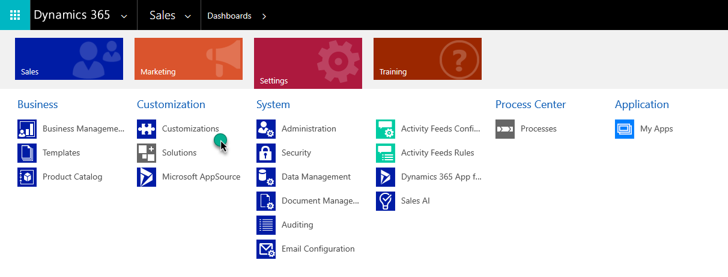 Dynamics 365 Sales Dashboards
Sales Marketing Settings Training
Business Customization System Process Center Application
Business Manageme... Customizations Administration Activity Feeds Confi... Processes My Apps
Templates Solutions Security Activity Feeds Rules
Product Catalog Microsoft AppSource Data Management Dynamics 365 App f...
Document Manage... Sales AI
Auditing
Email Configuration